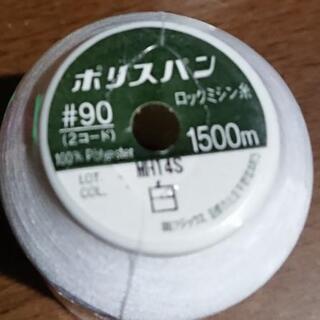 ポリスパン
#90
(2コード)
ロックミシン糸
1500m
100% Polyester
MH14S
LOT.
COL.
白